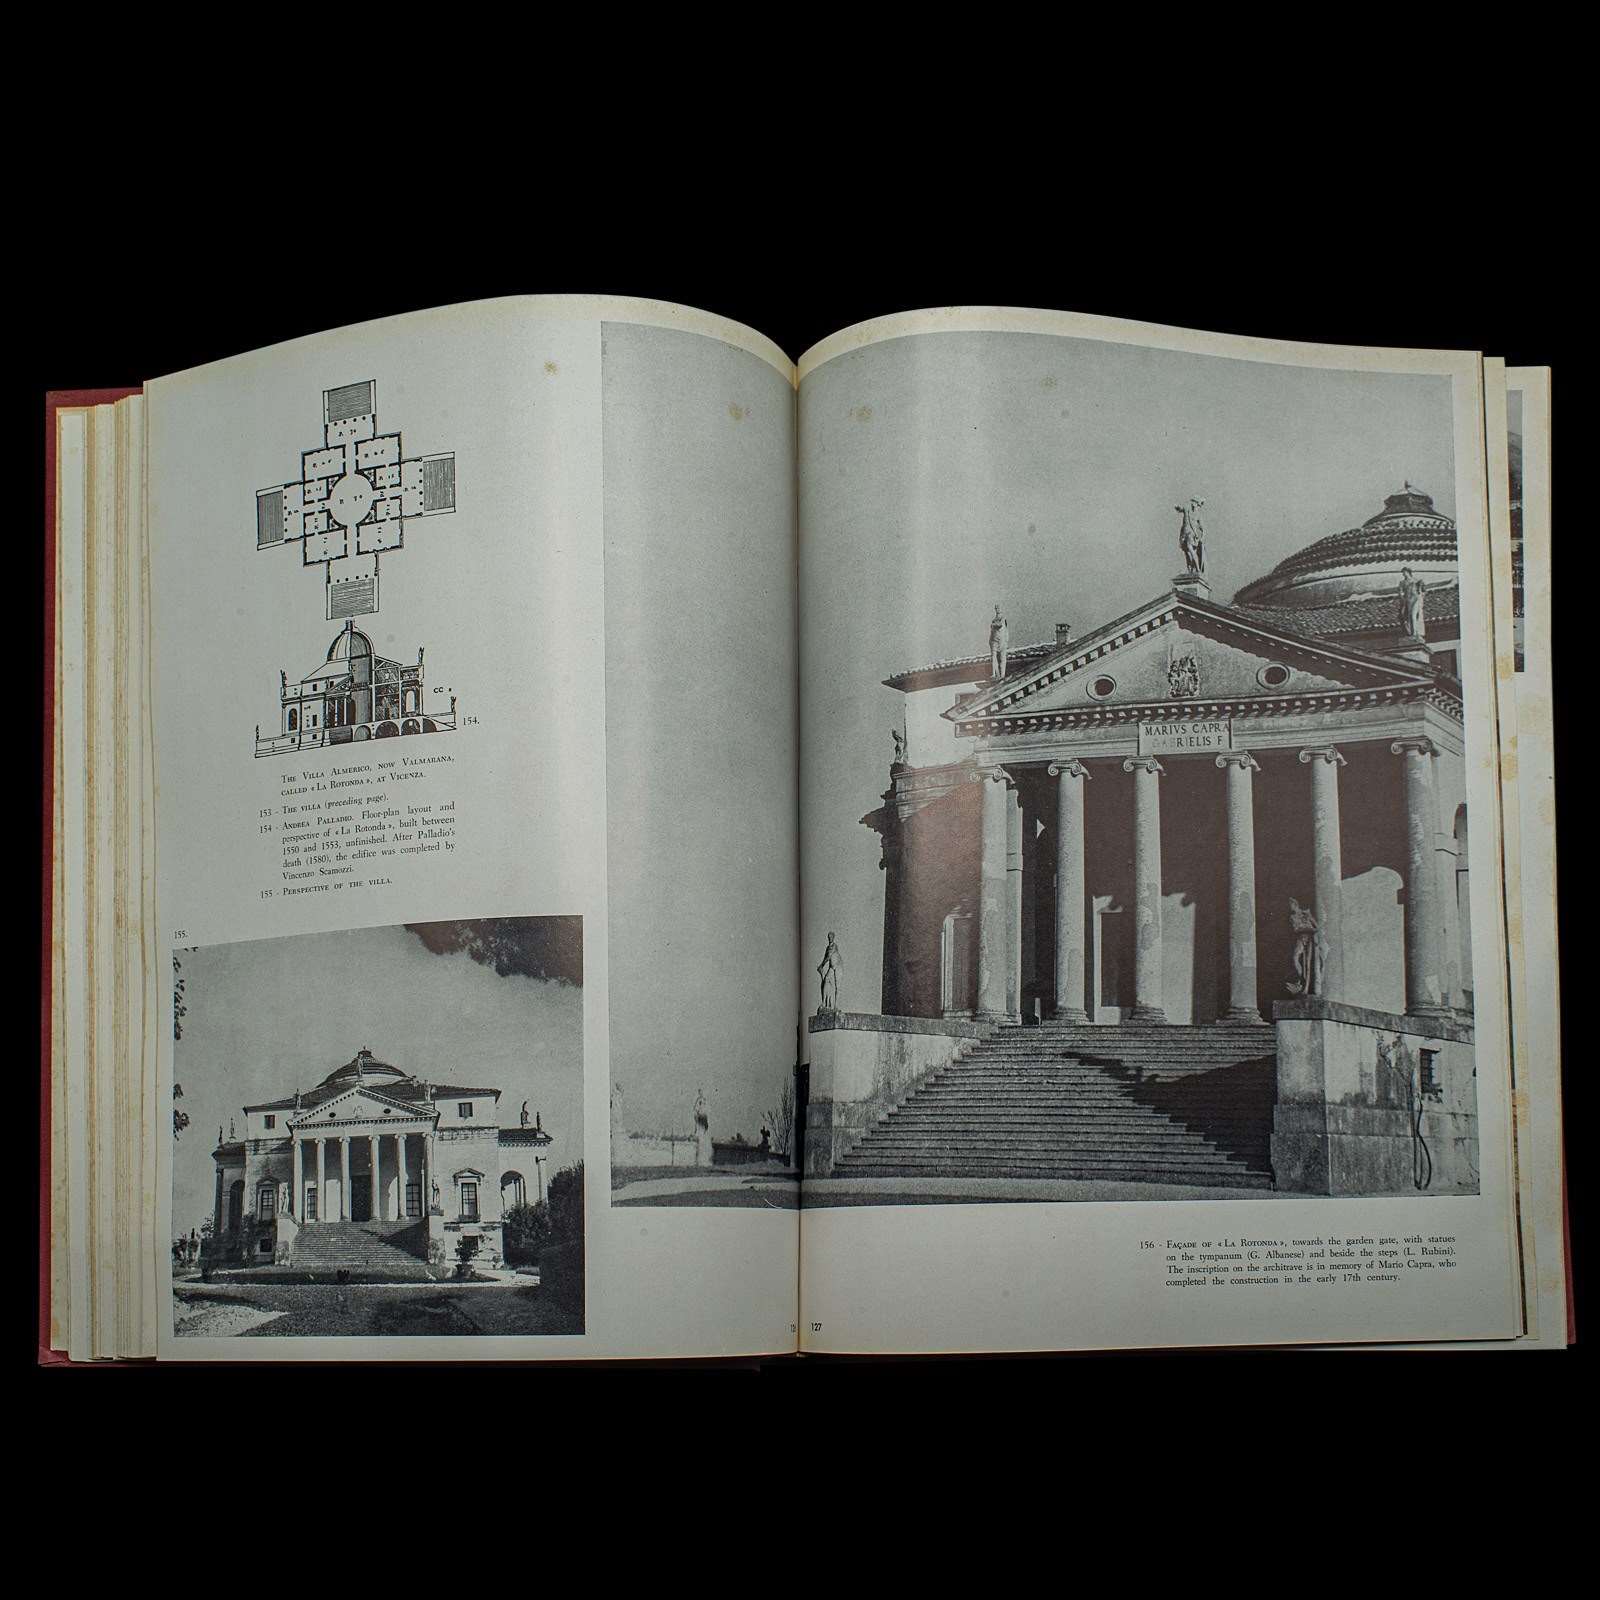 CC
154.
THE VILLA ALMERICO, NOW VALMARANA,
CALLED « LA ROTONDA », AT VICENZA.
153 - THE VILLA (preceding page).
154 - ANDREA PALLADIO. Floor-plan layout and
perspective of « La Rotonda », built between
1550 and 1553, unfinished. After Palladio's
death (1580), the edifice was completed by
Vincenzo Scamozzi.
155 - PERSPECTIVE OF THE VILLA.
155.
MARIVS CAPRA
GABRIELIS F
127
156 - FAÇADE OF « LA ROTONDA », towards the garden gate, with statues
on the tympanum (G. Albanese) and beside the steps (L. Rubini).
The inscription on the architrave is in memory of Mario Capra, who
completed the construction in the early 17th century.